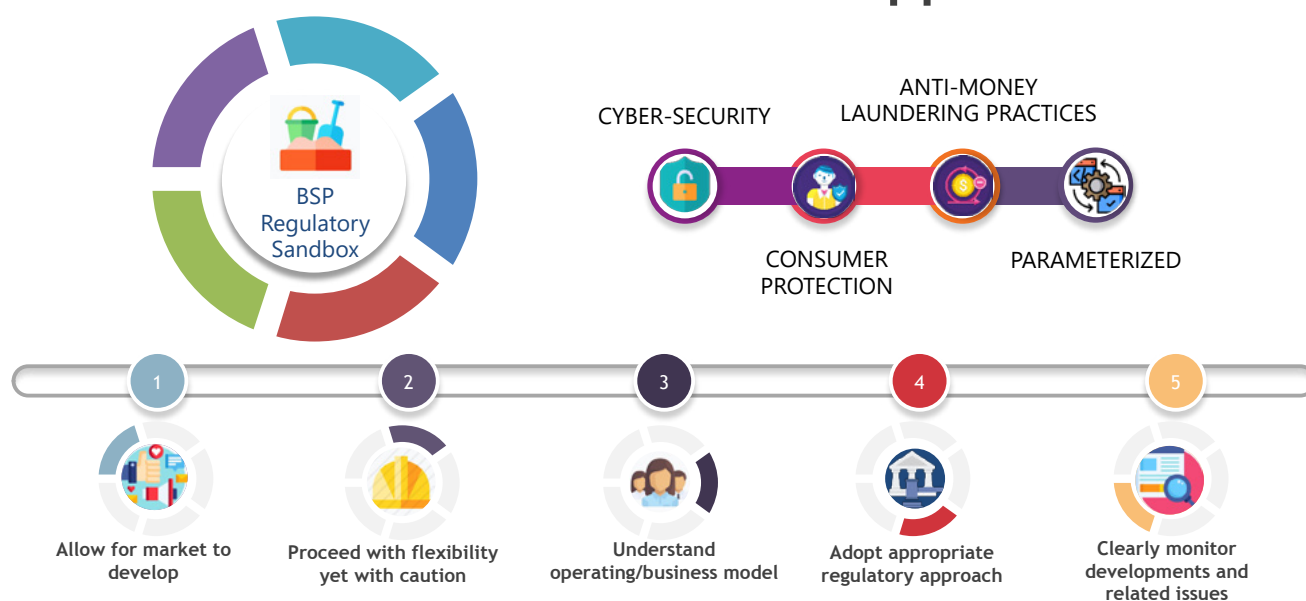 BSP
Regulatory
Sandbox
CYBER-SECURITY
ANTI-MONEY
LAUNDERING PRACTICES
CONSUMER
PROTECTION
PARAMETERIZED
1
2
3
4
5
Allow for market to
develop
Proceed with flexibility
yet with caution
Understand
operating/business model
Adopt appropriate
regulatory approach
Clearly monitor
developments and
related issues